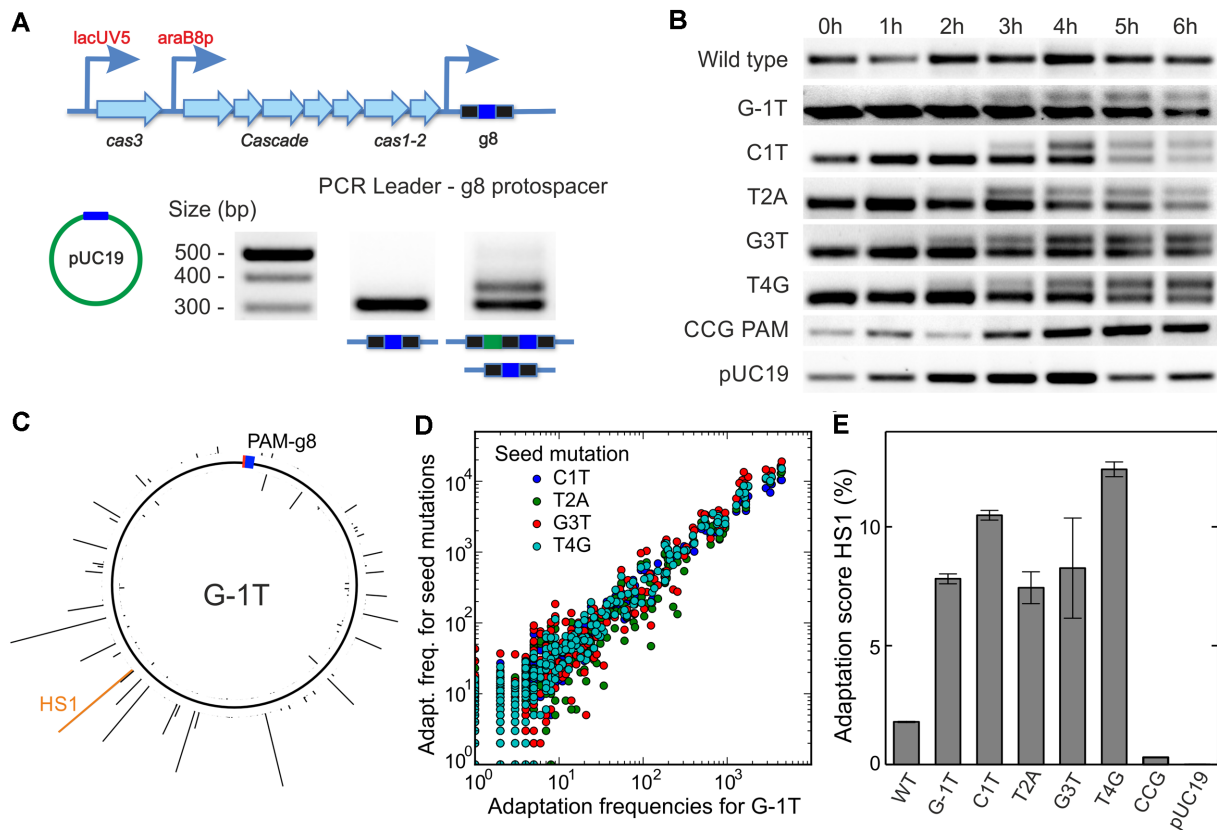 A
lacUV5 araB8p
cas3 Cascade cas1-2 g8
PCR Leader - g8 protospacer
Size (bp)
pUC19
500 -
400 -
300 -
B
0h 1h 2h 3h 4h 5h 6h
Wild type
G-1T
C1T
T2A
G3T
T4G
CCG PAM
pUC19
C
PAM-g8
G-1T
HS1
D
Adapt. freq. for seed mutations
Seed mutation
C1T
T2A
G3T
T4G
10^4
10^3
10^2
10^1
10^0
10^0 10^1 10^2 10^3
Adaptation frequencies for G-1T
E
Adaptation score HS1 (%)
10
5
0
WT G-1T C1T T2A G3T T4G CCG pUC19